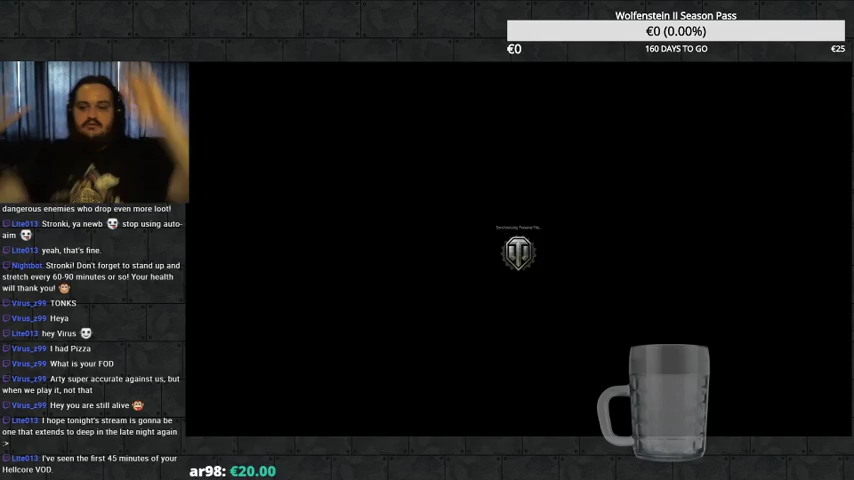 Wolfenstein II Season Pass
€0 (0.00%)
€0 160 DAYS TO GO €25
dangerous enemies who drop even more loot!
Lite013: Stronki, ya newb stop using auto-
aim
Lite013: yeah, that's fine.
Nightbot: Stronki! Don't forget to stand up and
stretch every 60-90 minutes or so! Your health
will thank you!
Virus_z99: TONKS
Virus_z99: Heya
Lite013: hey Virus
Virus_z99: I had Pizza
Virus_z99: What is your FOD
Virus_z99: Arty super accurate against us, but
when we play it, not that
Virus_z99: Hey you are still alive
Lite013: I hope tonight's stream is gonna be
one that extends to deep in the late night again
:>
Lite013: I've seen the first 45 minutes of your
Hellcore VOD.
ar98: €20.00